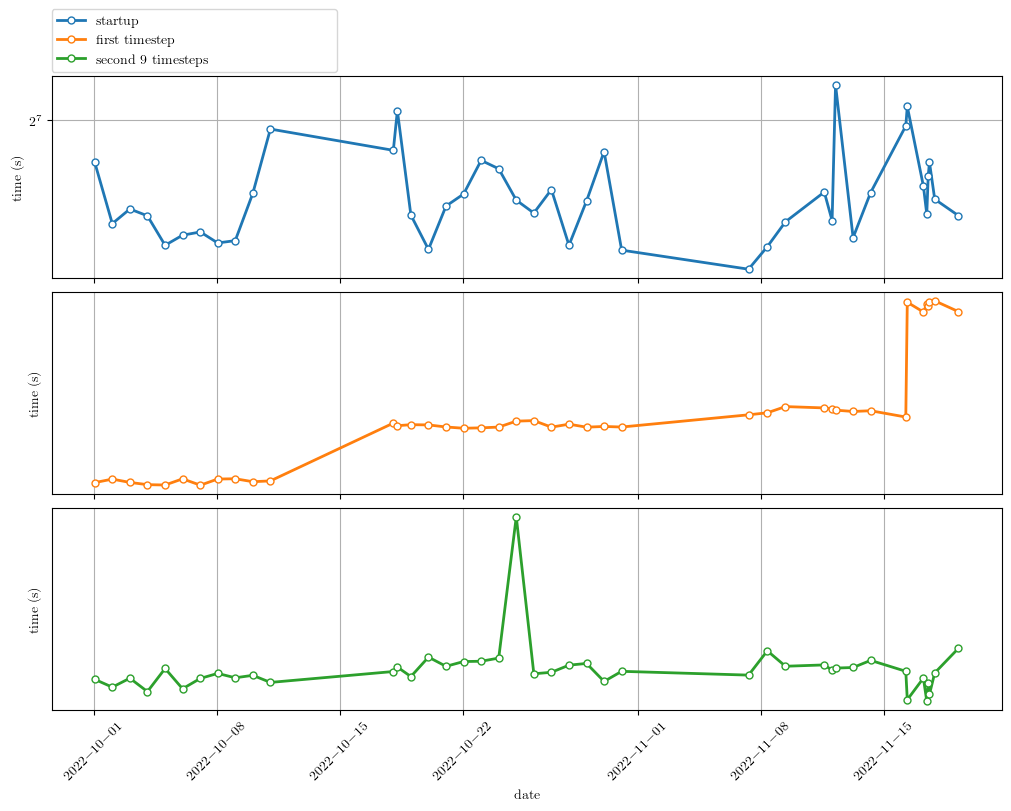 startup
first timestep
second 9 timesteps
2^7
time (s)
time (s)
time (s)
2022−10−01
2022−10−08
2022−10−15
2022−10−22
2022−11−01
2022−11−08
2022−11−15
date